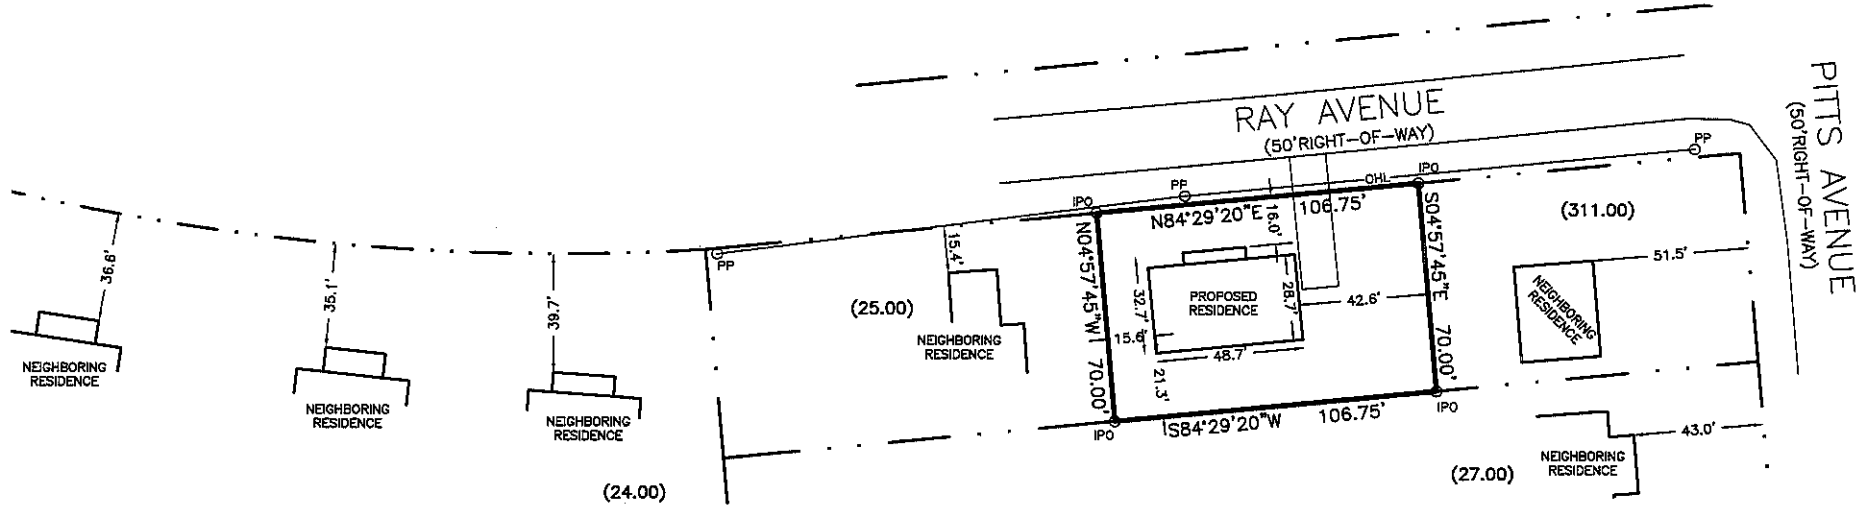 RAY AVENUE
(50'RIGHT-OF-WAY)
PITTS AVENUE
(50'RIGHT-OF-WAY)
PP
OHL
IPO
PP
IPO
N84°29'20"E 106.75'
16.0'
(311.00)
S04°57'45"E 70.00'
N04°57'45"W 70.00'
36.6'
35.1'
39.7'
PP
15.4'
(25.00)
NEIGHBORING
RESIDENCE
PROPOSED
RESIDENCE
32.7'
28.7'
42.6'
15.6'
48.7'
21.3'
51.5'
NEIGHBORING
RESIDENCE
NEIGHBORING
RESIDENCE
NEIGHBORING
RESIDENCE
NEIGHBORING
RESIDENCE
IPO
IPO
S84°29'20"W 106.75'
43.0'
NEIGHBORING
RESIDENCE
(27.00)
(24.00)